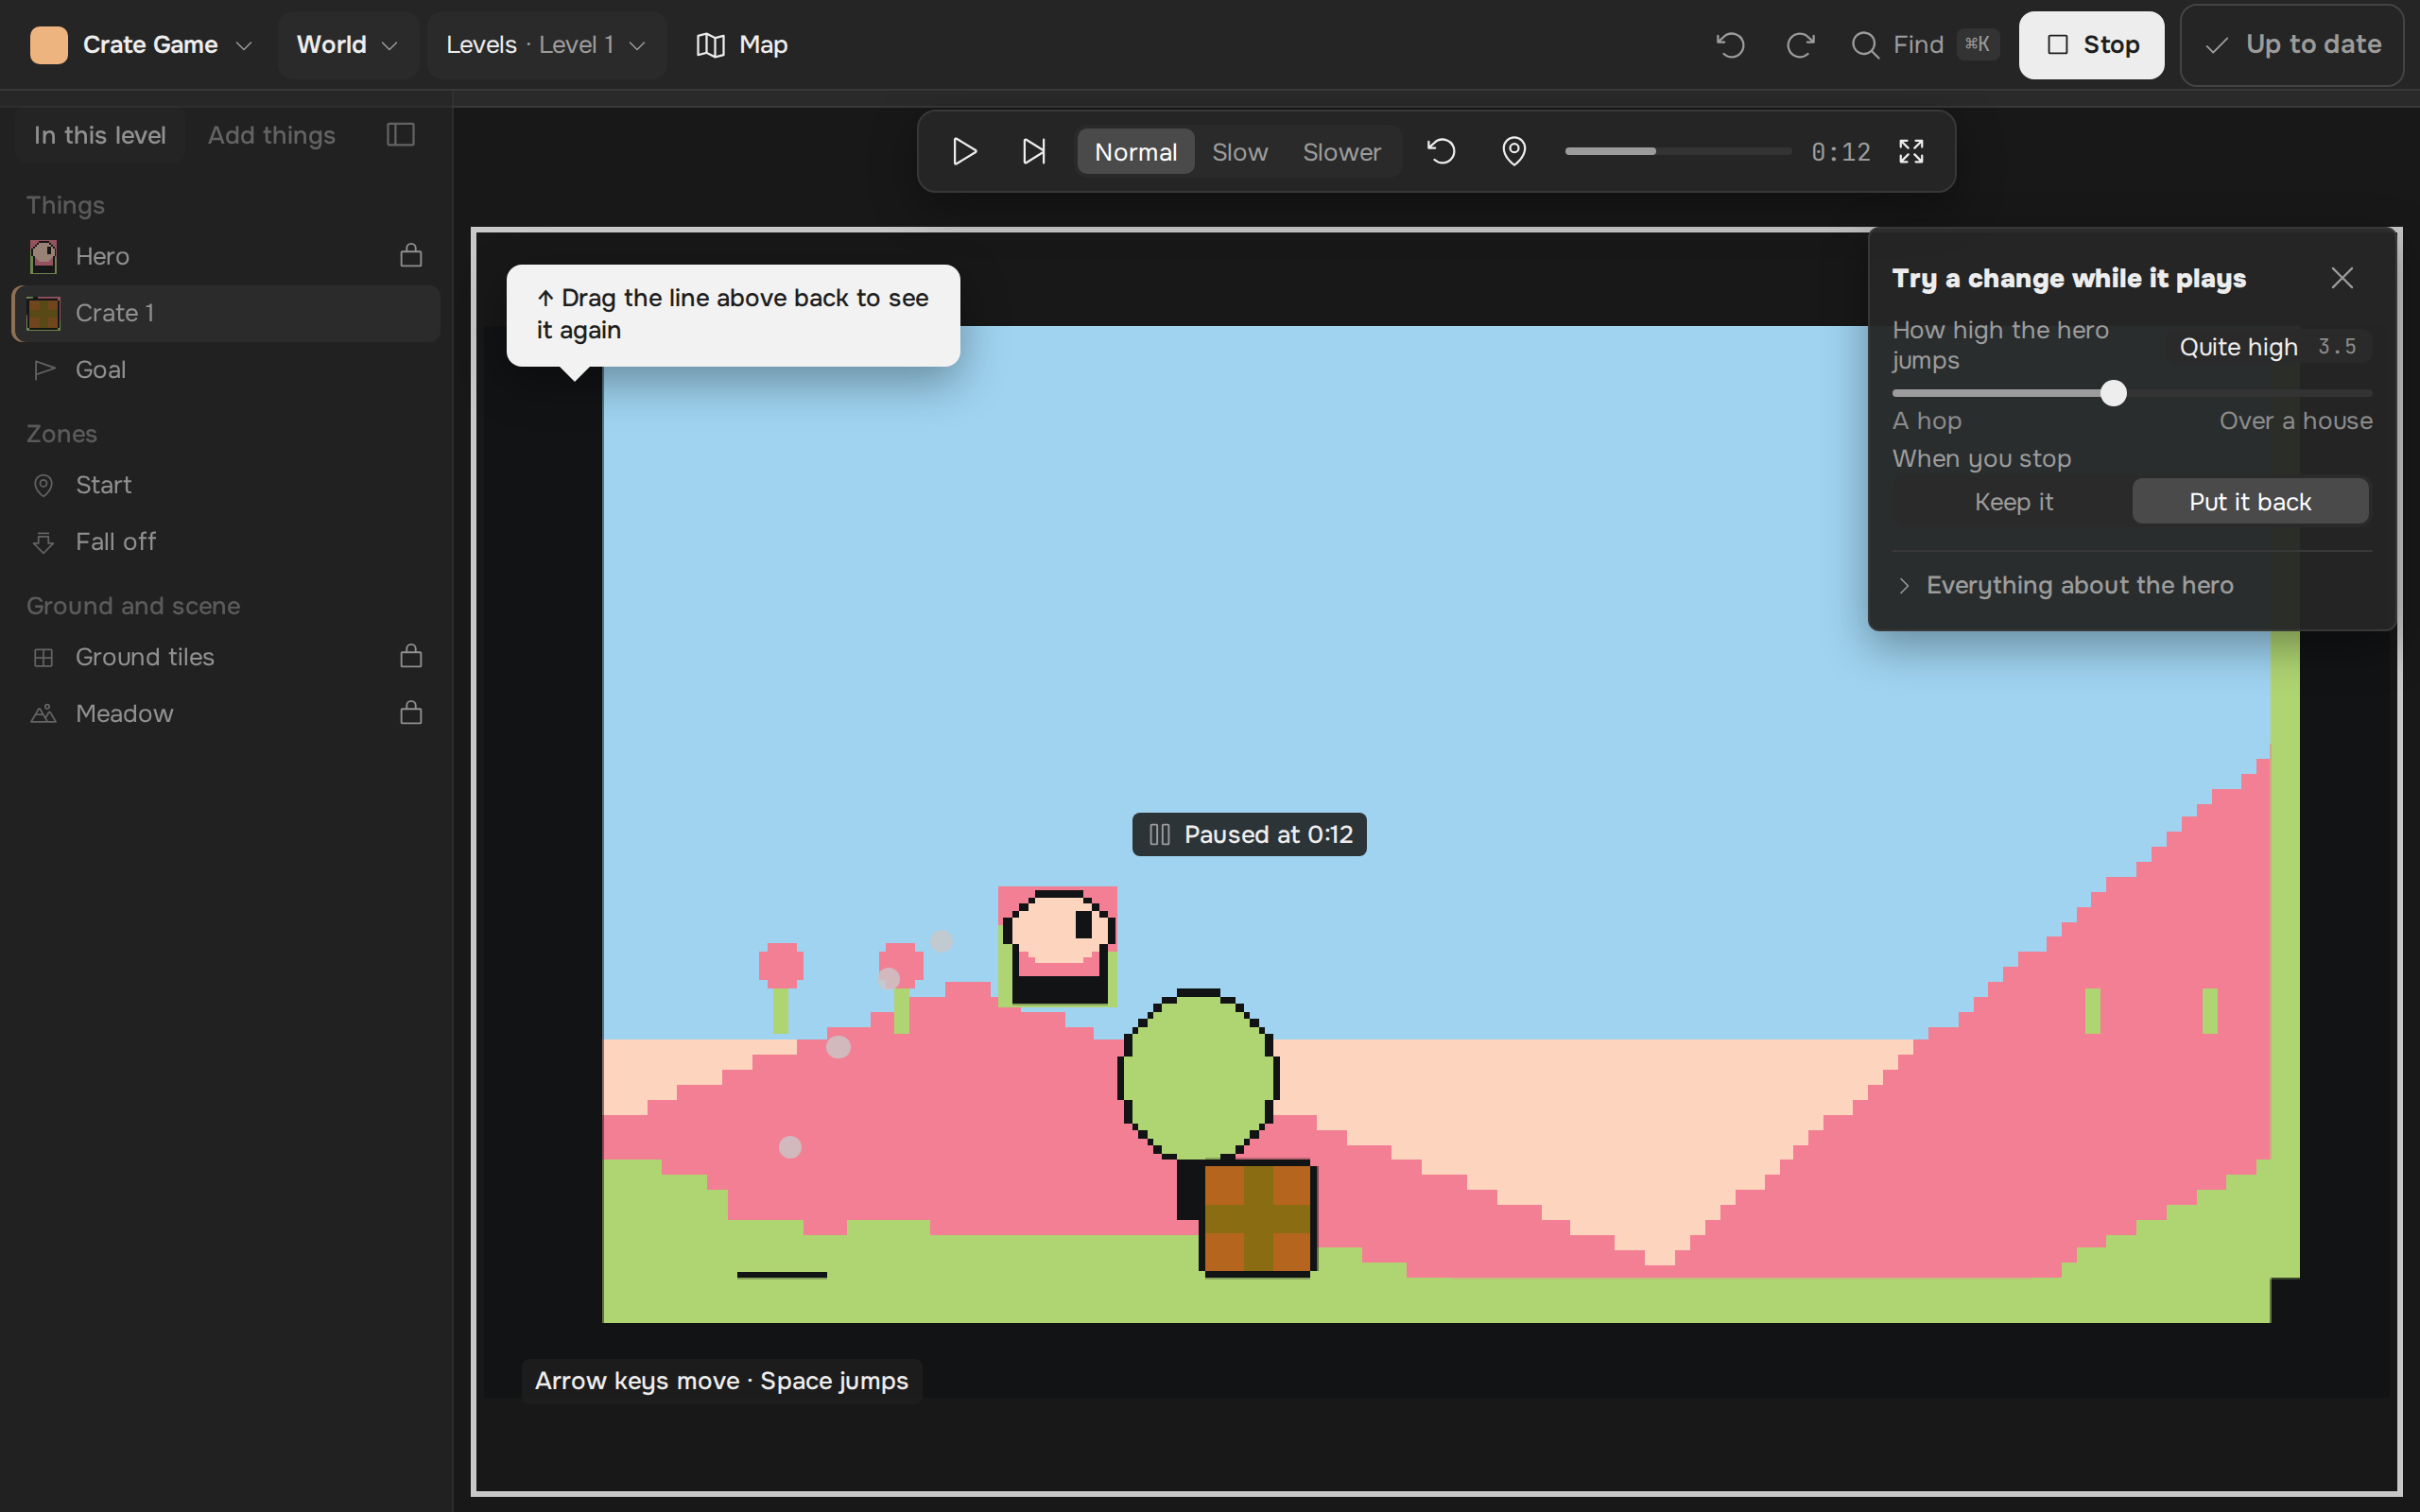 Crate Game
World
Levels · Level 1
Map
Find ⌘K
Stop
Up to date
In this level
Add things
Normal
Slow
Slower
0:12
Things
Hero
Crate 1
Goal
Zones
Start
Fall off
Ground and scene
Ground tiles
Meadow
↑ Drag the line above back to see
it again
Try a change while it plays
How high the hero
jumps
Quite high 3.5
A hop
Over a house
When you stop
Keep it
Put it back
Everything about the hero
Paused at 0:12
Arrow keys move · Space jumps